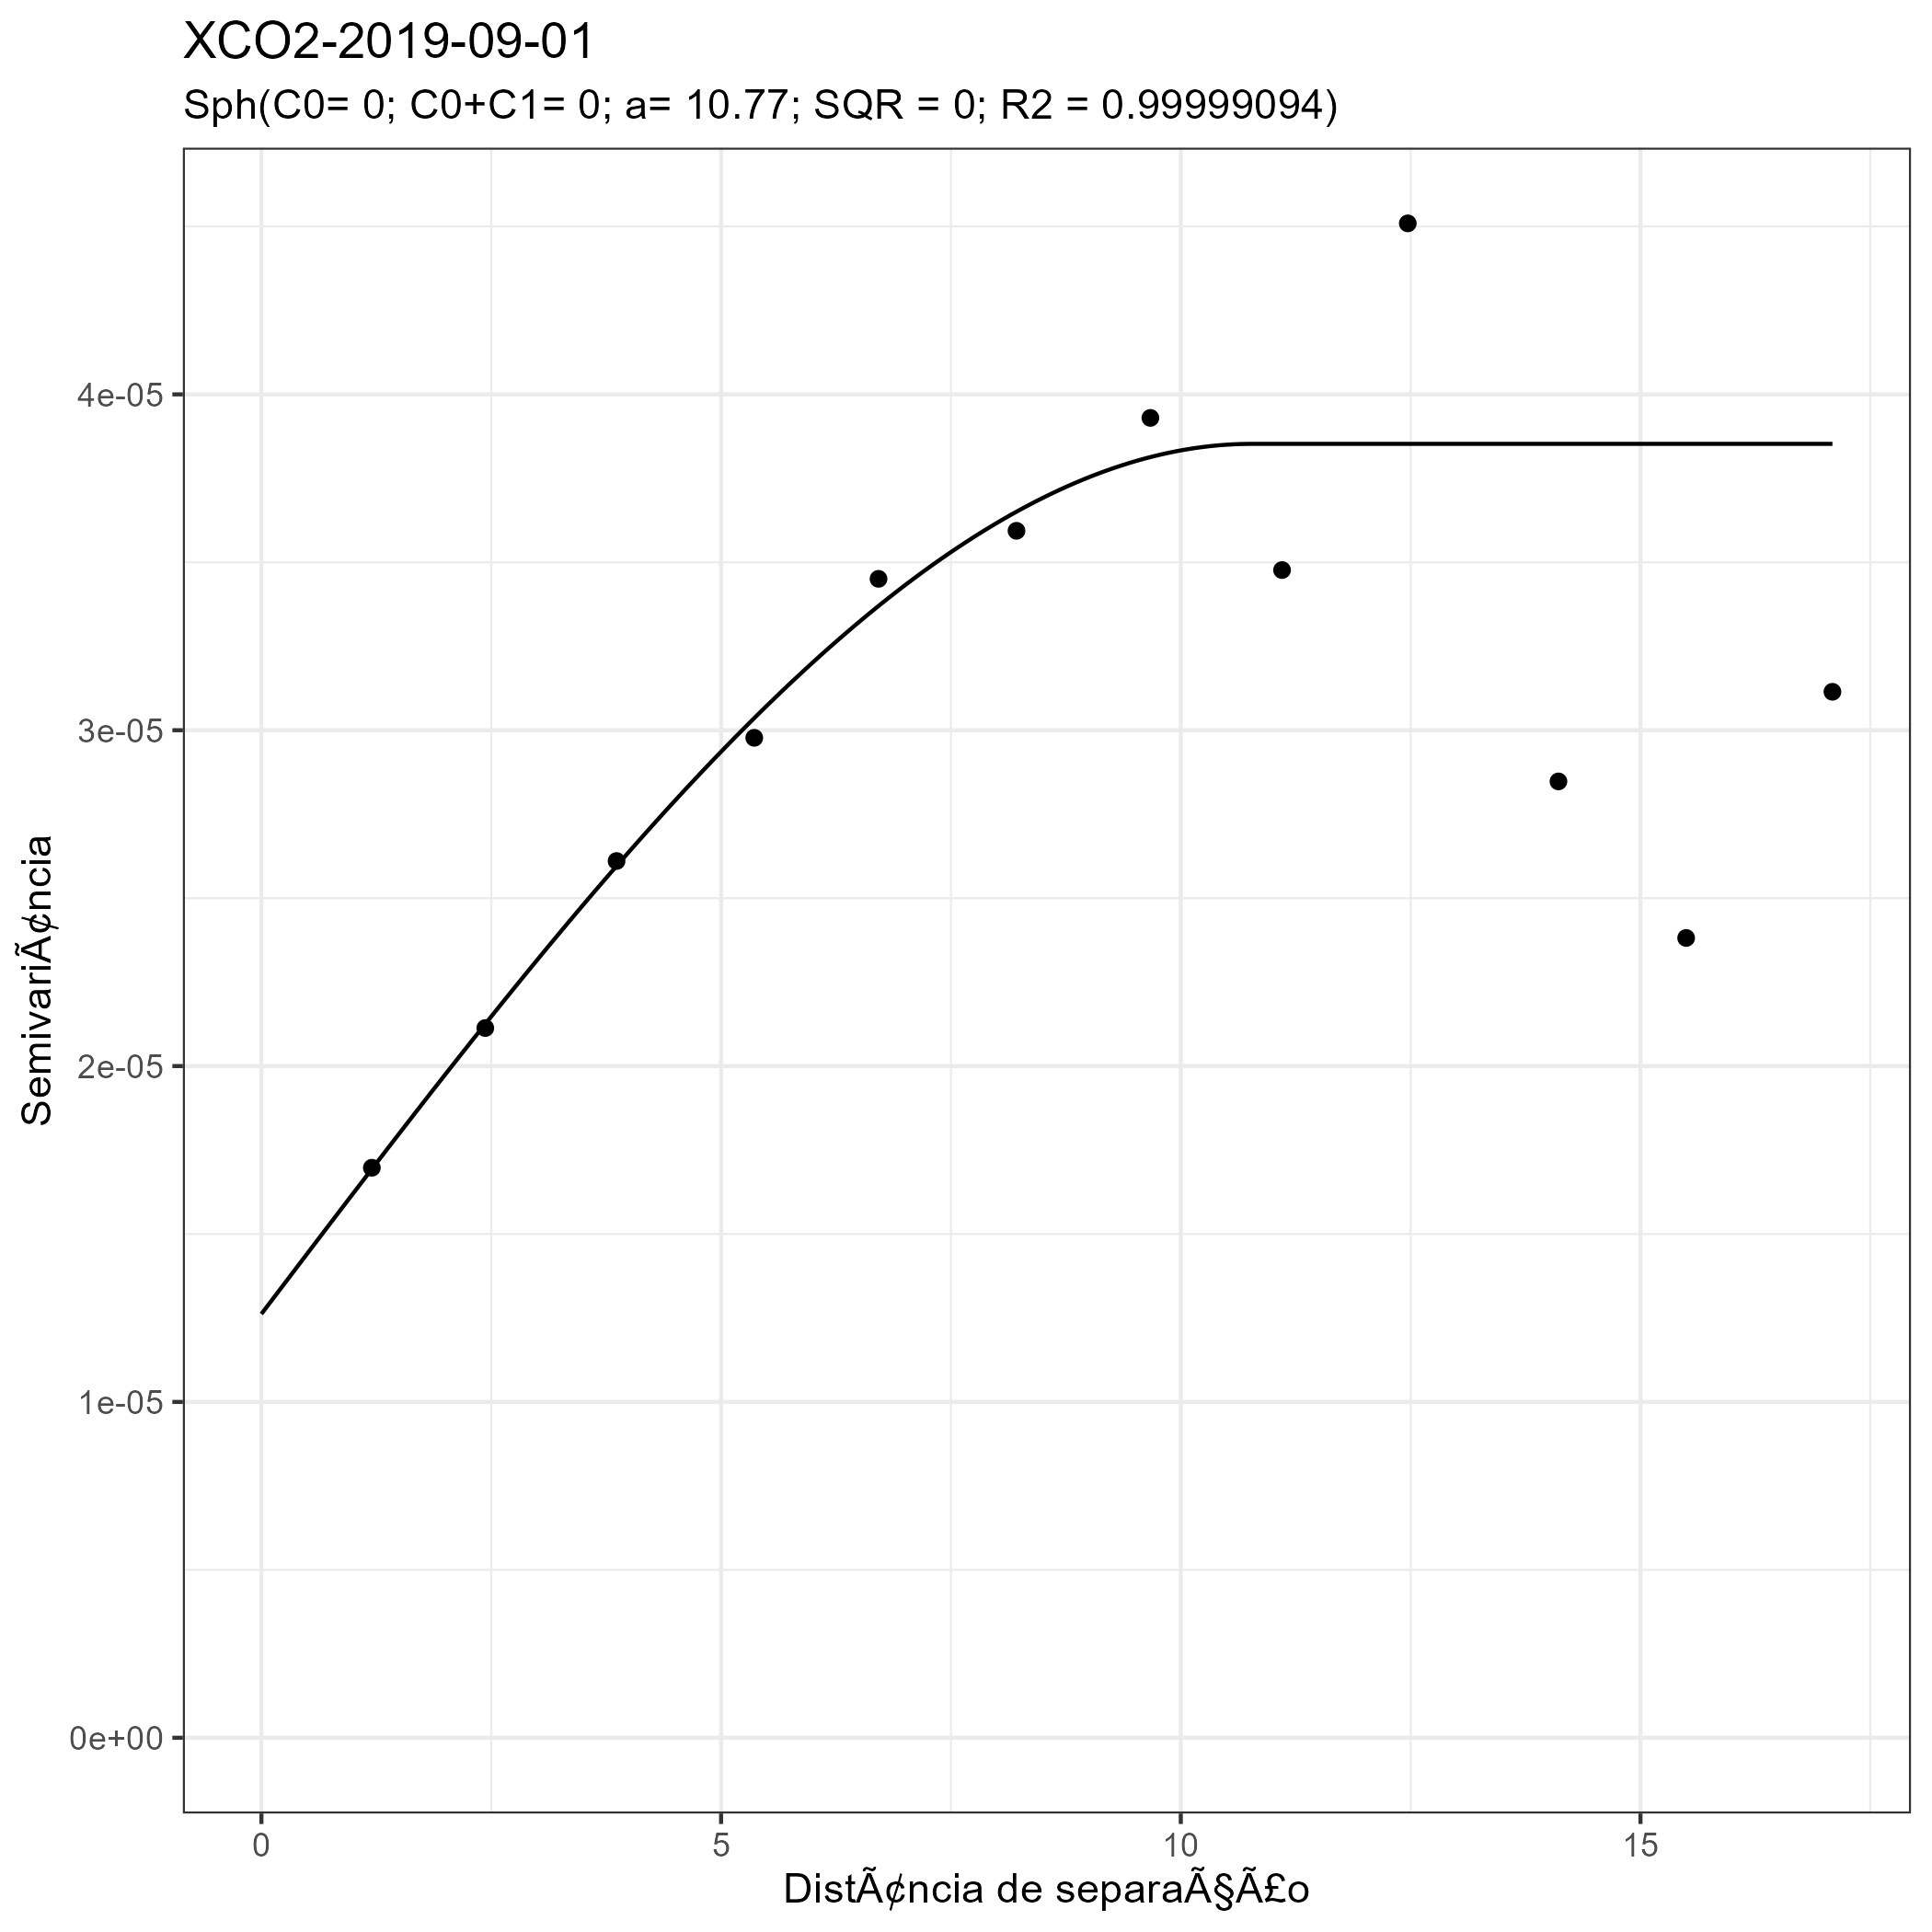 XCO2-2019-09-01
Sph(C0= 0; C0+C1= 0; a= 10.77; SQR = 0; R2 = 0.99999094)
SemivariÃ¢ncia
4e-05
3e-05
2e-05
1e-05
0e+00
0 5 10 15
DistÃ¢ncia de separaÃ§Ã£o